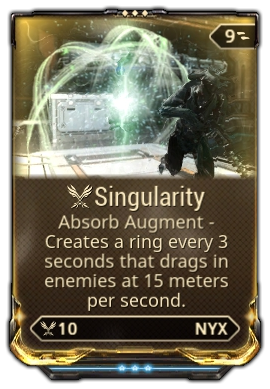 9
Singularity
Absorb Augment -
Creates a ring every 3
seconds that drags in
enemies at 15 meters
per second.
10 NYX